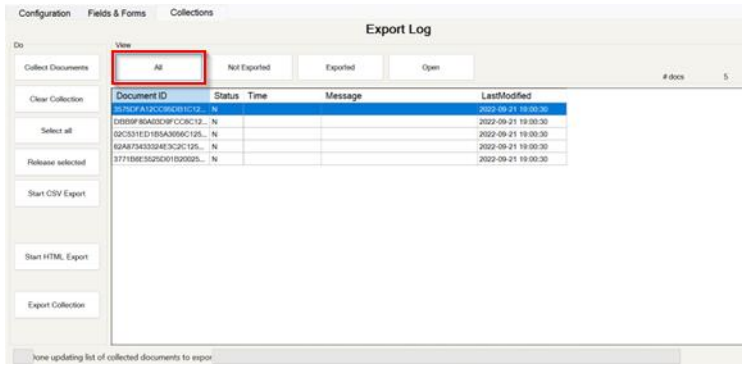 Configuration Fields & Forms Collections
Export Log
Do View
Collect Documents All Not Exported Exported Open
# docs 5
Clear Collection
Select all
Release selected
Start CSV Export
Start HTML Export
Export Collection
Document ID Status Time Message LastModified
N 2022-09-21 19:00:30
N 2022-09-21 19:00:30
N 2022-09-21 19:00:30
N 2022-09-21 19:00:30
N 2022-09-21 19:00:30
Done updating list of collected documents to expor